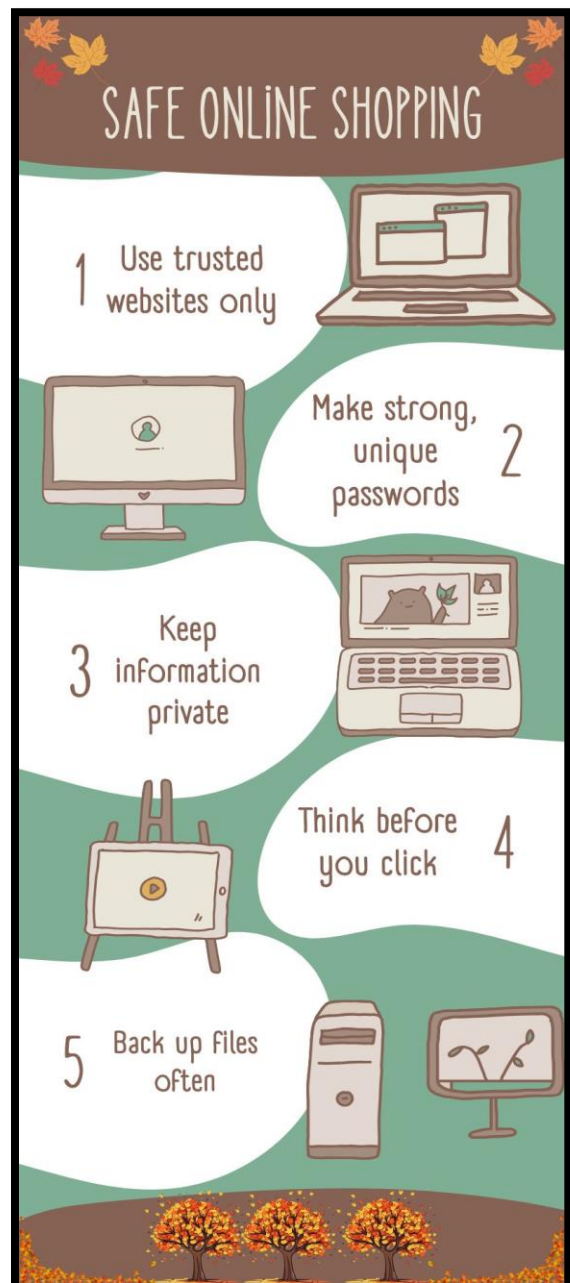 SAFE ONLINE SHOPPING
1
Use trusted
websites only
Make strong,
unique
passwords
2
3
Keep
information
private
Think before
you click
4
5
Back up files
often